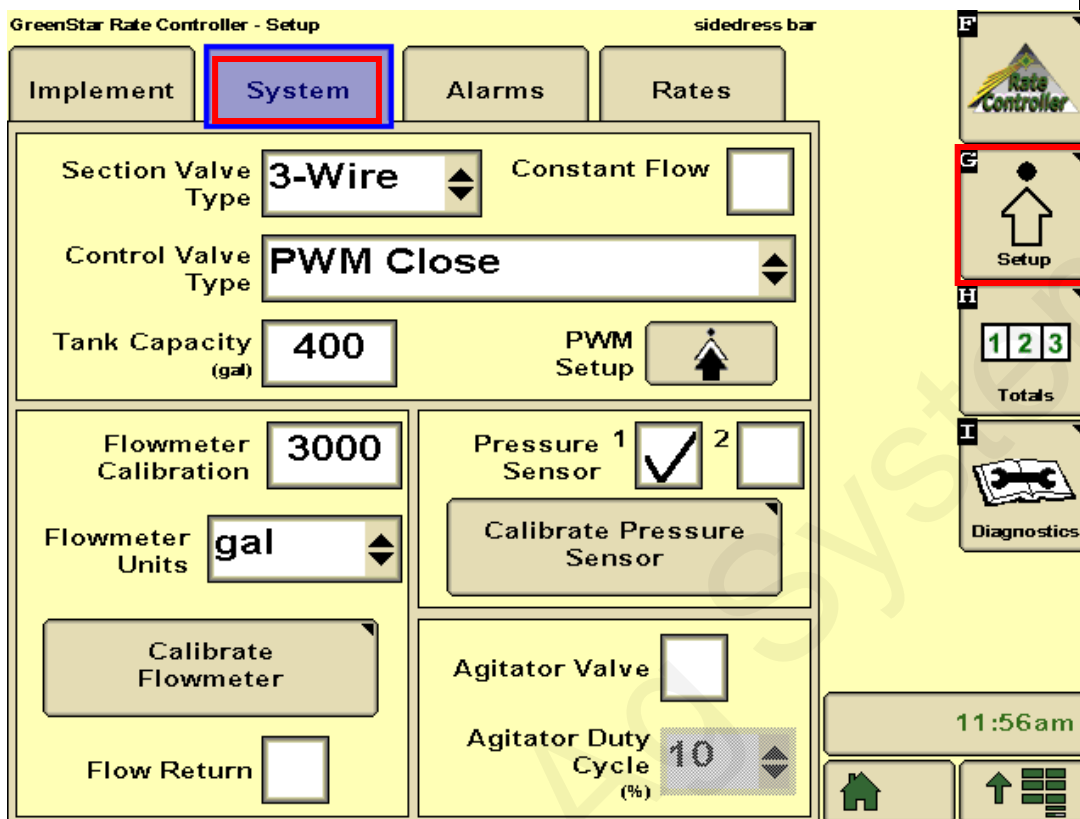 GreenStar Rate Controller - Setup
sidedress bar
Implement
System
Alarms
Rates
Section Valve
Type
3-Wire
Constant Flow
Control Valve
Type
PWM Close
Tank Capacity
(gal)
400
PWM
Setup
Flowmeter
Calibration
3000
Pressure
Sensor
1
2
Flowmeter
Units
gal
Calibrate Pressure
Sensor
Calibrate
Flowmeter
Agitator Valve
Flow Return
Agitator Duty
Cycle
(%)
10
F
Rate
Controller
G
Setup
H
1 2 3
Totals
I
Diagnostics
11:56am
Ag System